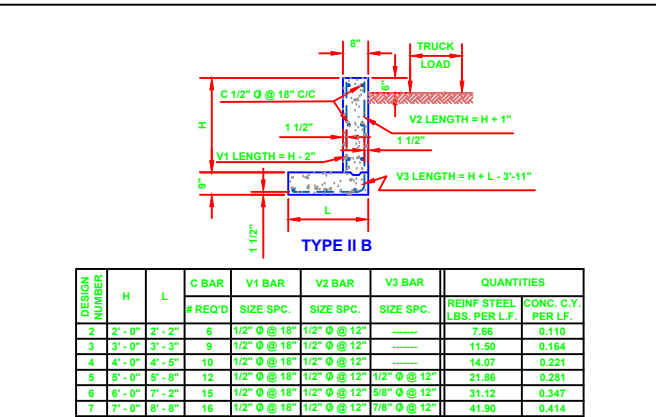 8"
TRUCK
LOAD
6"
C 1/2" Ø @ 18" C/C
H
V2 LENGTH = H + 1"
1 1/2"
1 1/2"
V1 LENGTH = H - 2"
V3 LENGTH = H + L - 3'-11"
9"
L
1 1/2"
TYPE II B
DESIGN NUMBER H L C BAR V1 BAR V2 BAR V3 BAR QUANTITIES
# REQ'D SIZE SPC. SIZE SPC. SIZE SPC. REINF STEEL LBS. PER L.F. CONC. C.Y. PER LF.
2 2' - 0" 2' - 2" 6 1/2" Ø @ 18" 1/2" Ø @ 12" ------- 7.66 0.110
3 3' - 0" 3' - 3" 9 1/2" Ø @ 18" 1/2" Ø @ 12" ------- 11.50 0.164
4 4' - 0" 4' - 5" 10 1/2" Ø @ 18" 1/2" Ø @ 12" ------- 14.07 0.221
5 5' - 0" 5' - 8" 12 1/2" Ø @ 18" 1/2" Ø @ 12" 1/2" Ø @ 12" 21.86 0.281
6 6' - 0" 7' - 2" 15 1/2" Ø @ 18" 1/2" Ø @ 12" 5/8" Ø @ 12" 31.12 0.347
7 7' - 0" 8' - 8" 16 1/2" Ø @ 18" 1/2" Ø @ 12" 7/8" Ø @ 12" 41.90 0.414